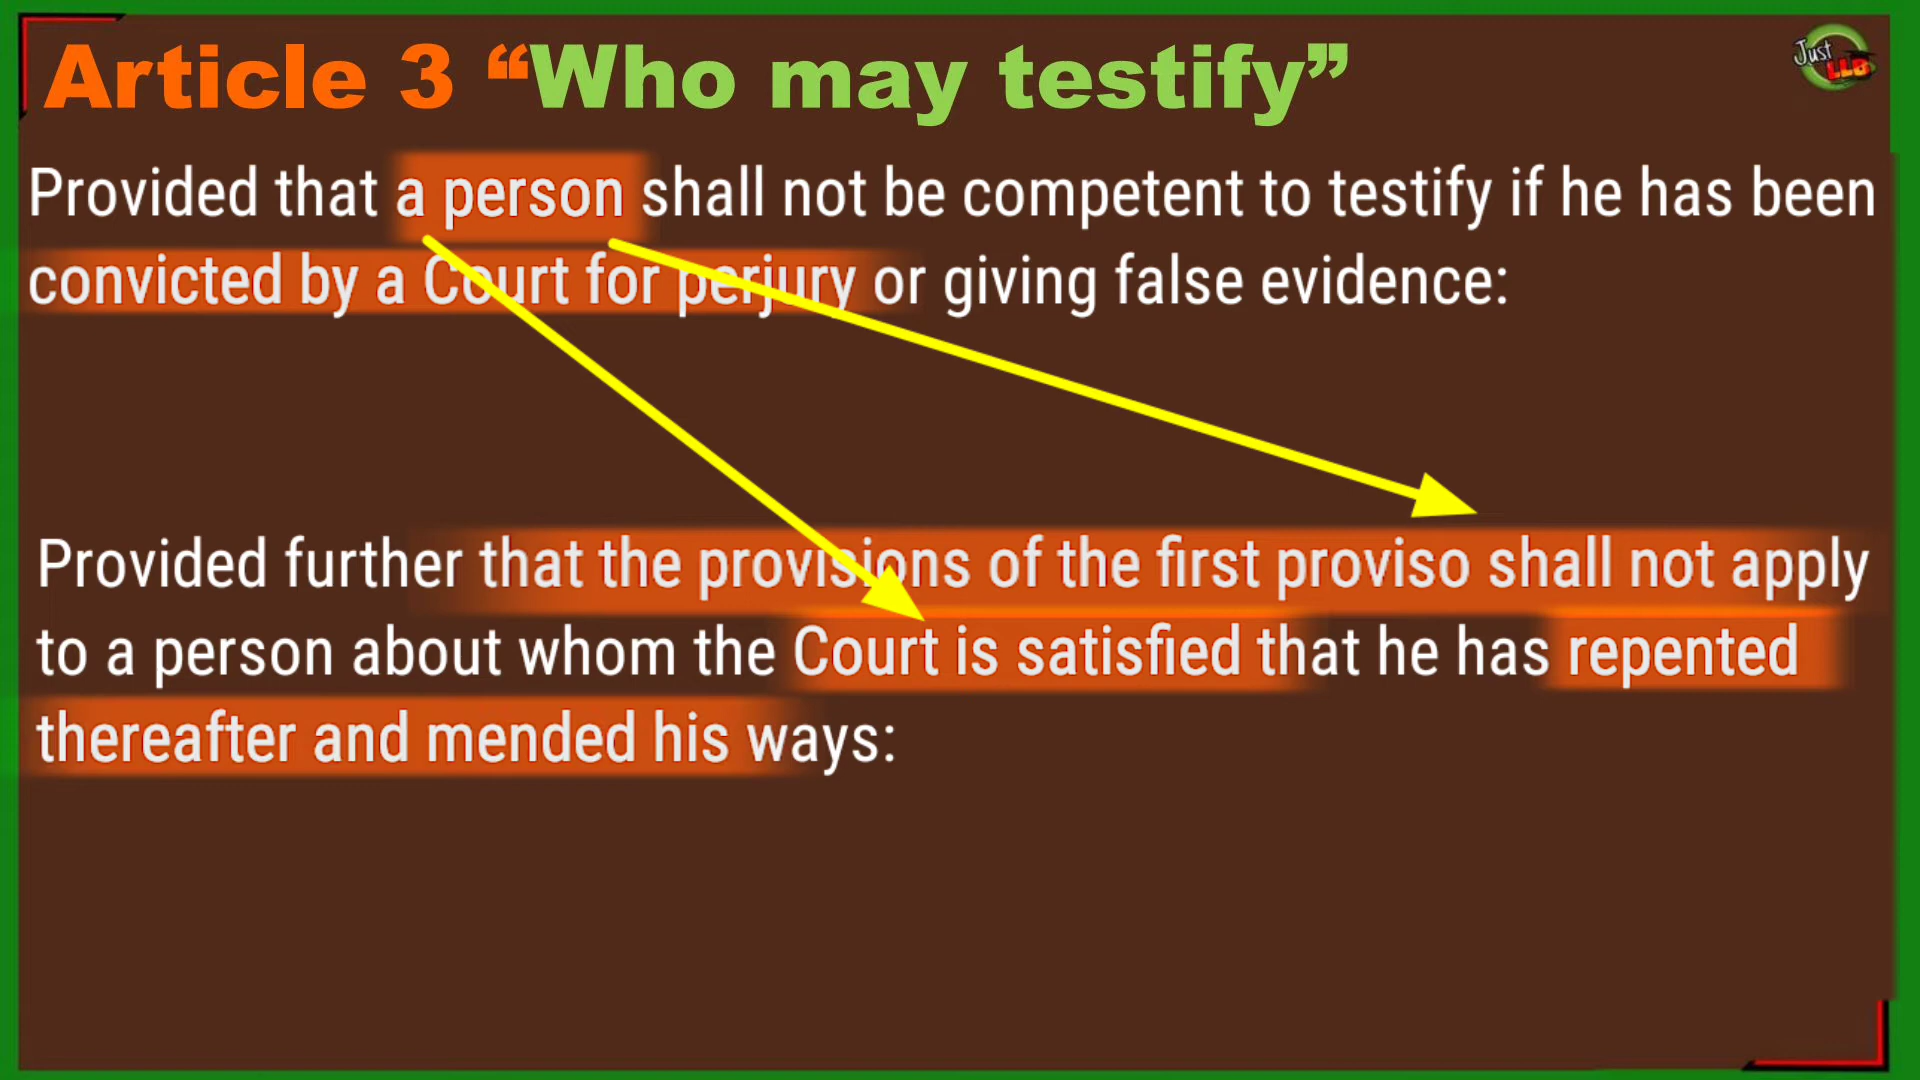 Article 3 “Who may testify”
Just
LLB
Provided that a person shall not be competent to testify if he has been
convicted by a Court for perjury or giving false evidence:
Provided further that the provisions of the first proviso shall not apply
to a person about whom the Court is satisfied that he has repented
thereafter and mended his ways: